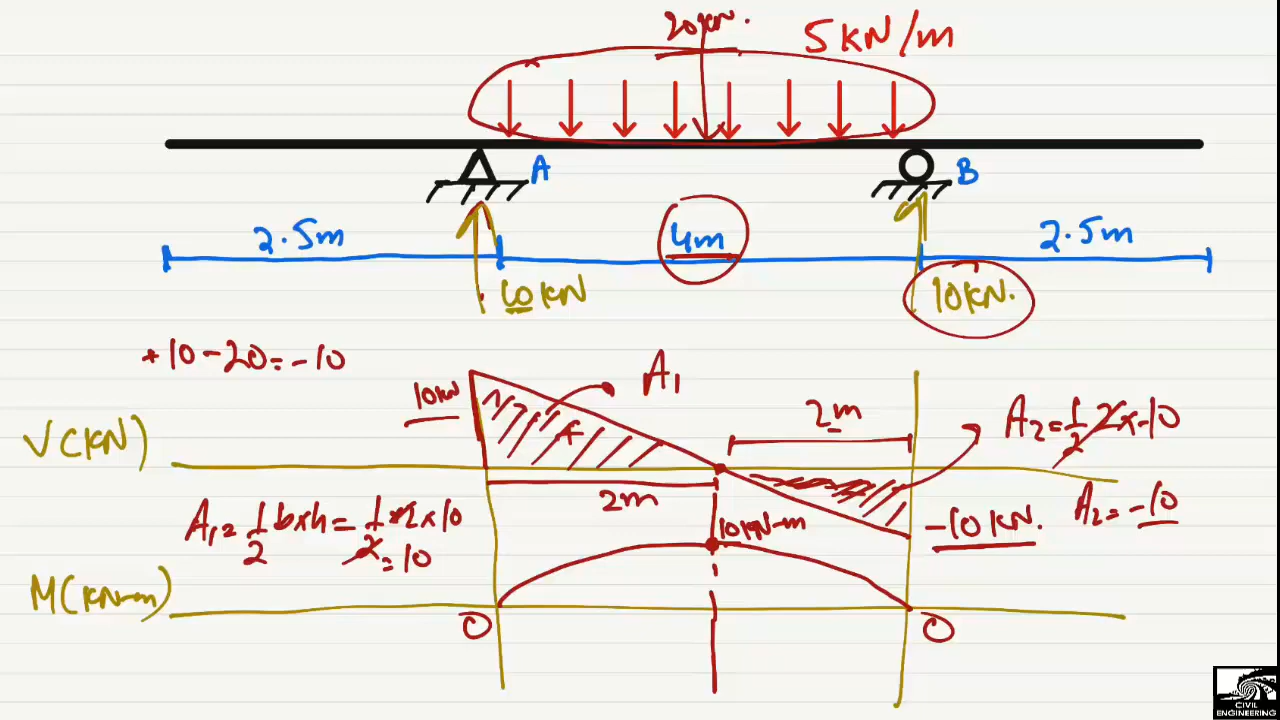 20kN.
5 KN/m
A
B
2.5m
4m
2.5m
10KN
10KN.
+10-20=-10
10kN
A1
2m
A2=1/2 2x-10
V(KN)
2m
A1=1/2 bxh=1/2 x2x10
=10
10KN-m
-10KN.
A2=-10
M(KN-m)
0
0
CIVIL
ENGINEERING